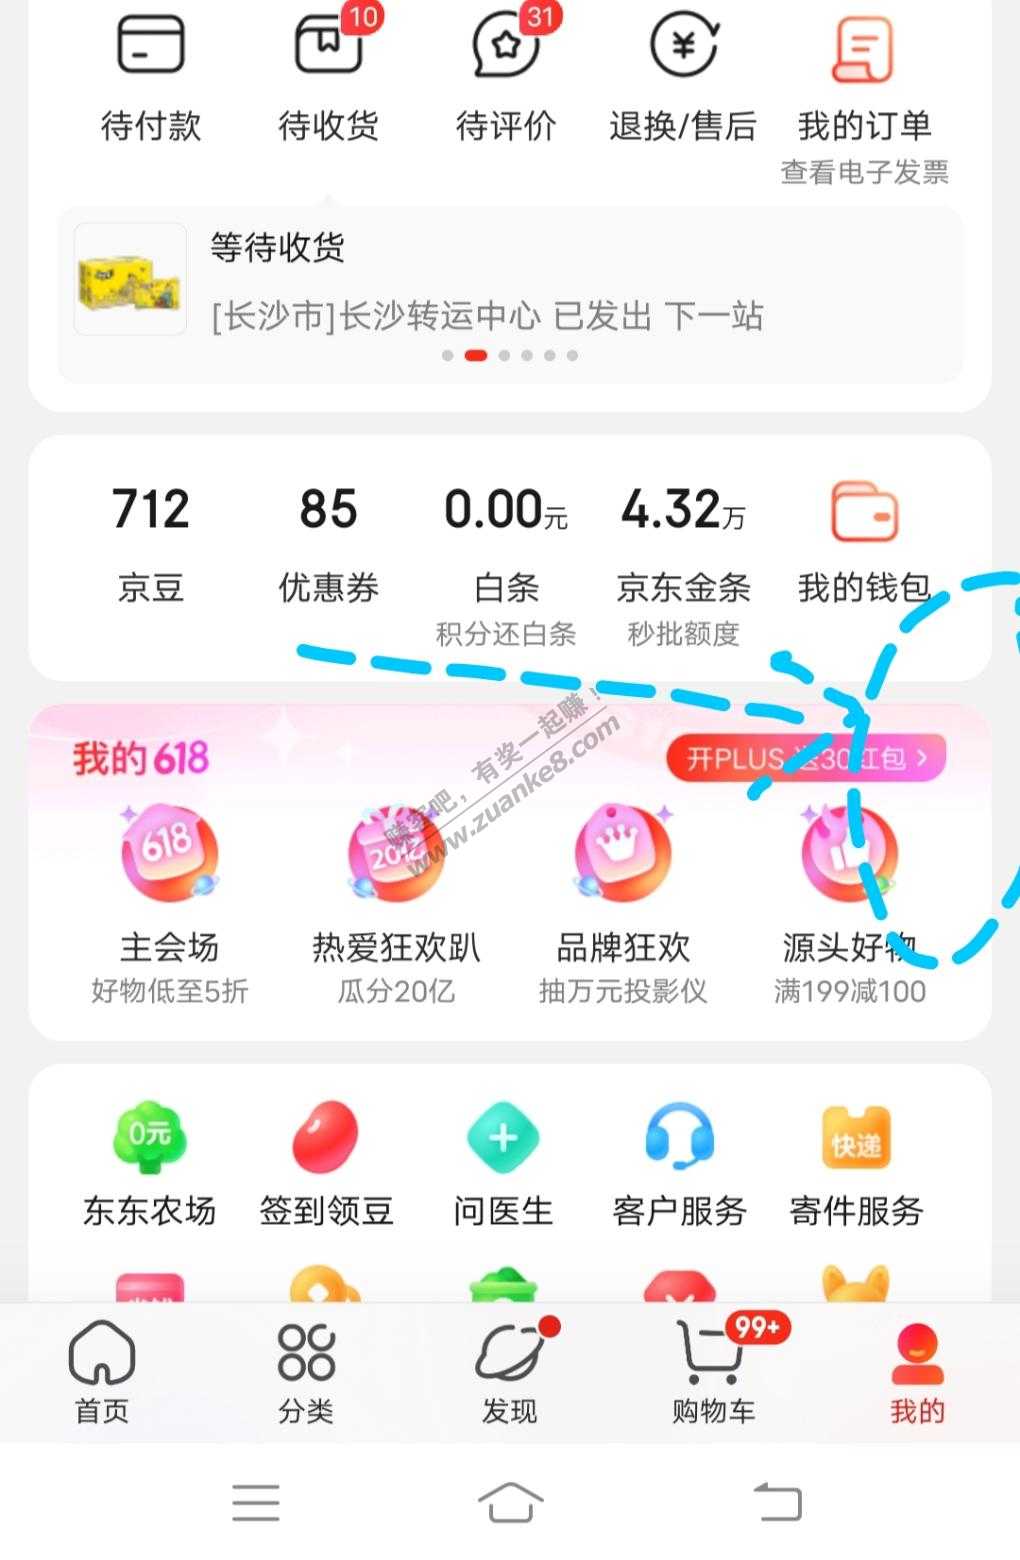 10
31
待付款 待收货 待评价 退换/售后 我的订单
查看电子发票
等待收货
[长沙市]长沙转运中心 已发出 下一站
712 85 0.00元 4.32万
京豆 优惠券 白条 京东金条 我的钱包
积分还白条 秒批额度
我的618
开PLUS 送30红包 >
赚客吧，有奖一起赚！
www.zuanke8.com
618 20亿
主会场 热爱狂欢趴 品牌狂欢 源头好物
好物低至5折 瓜分20亿 抽万元投影仪 满199减100
0元 快递
东东农场 签到领豆 问医生 客户服务 寄件服务
99+
首页 分类 发现 购物车 我的